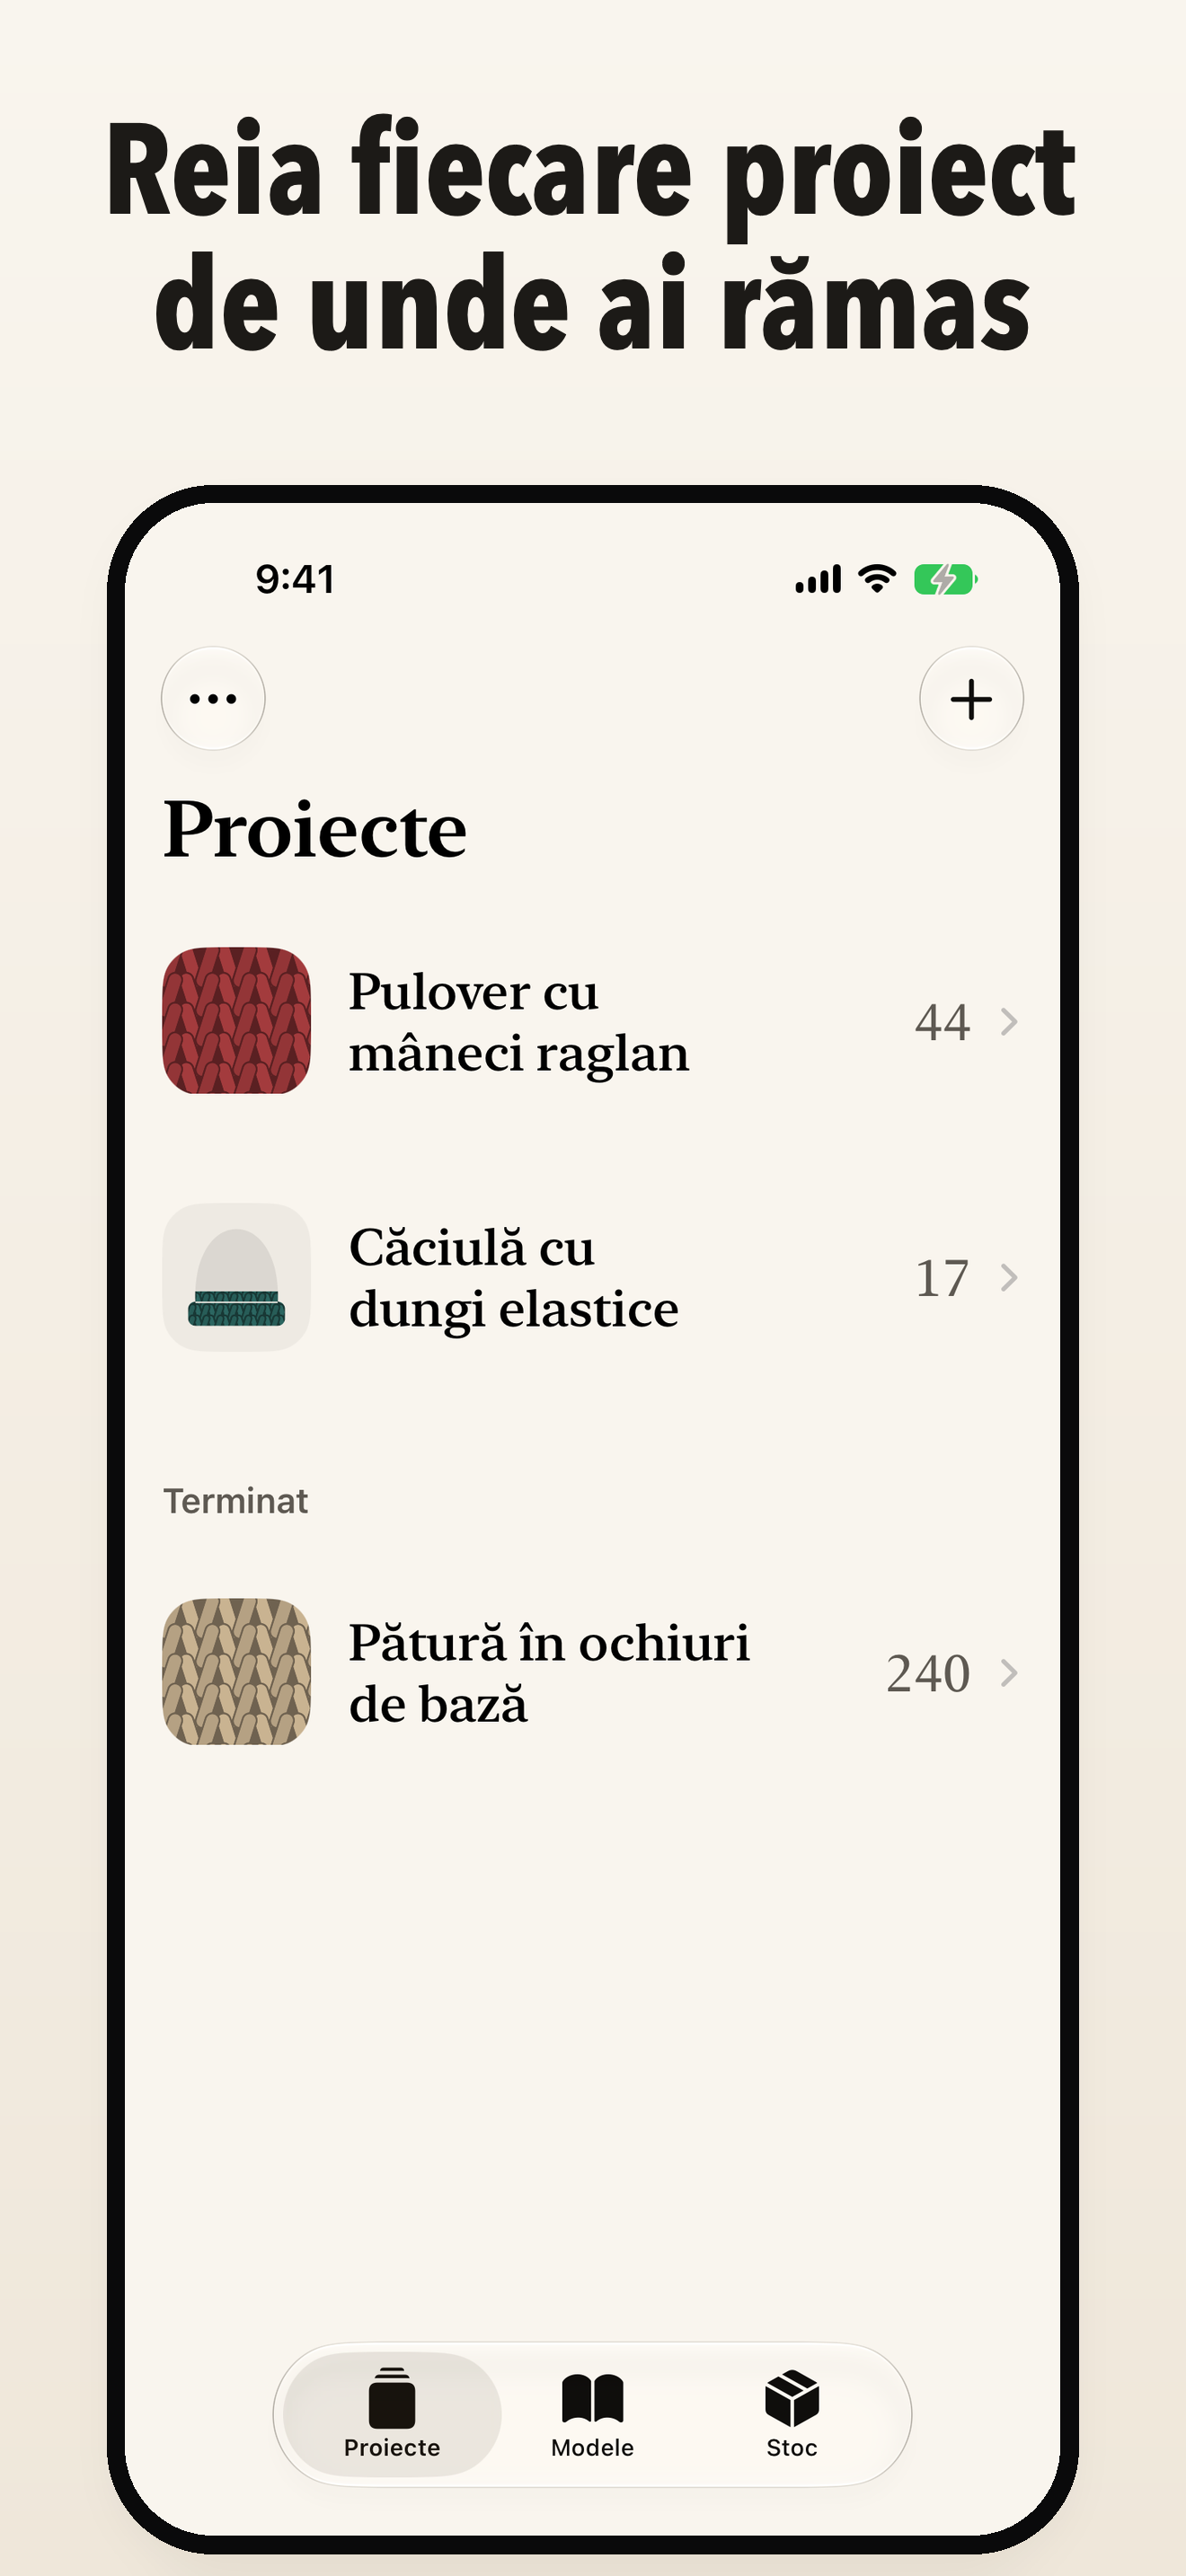 Reia fiecare proiect
de unde ai rămas
9:41
Proiecte
Pulover cu
mâneci raglan
44
Căciulă cu
dungi elastice
17
Terminat
Pătură în ochiuri
de bază
240
Proiecte
Modele
Stoc